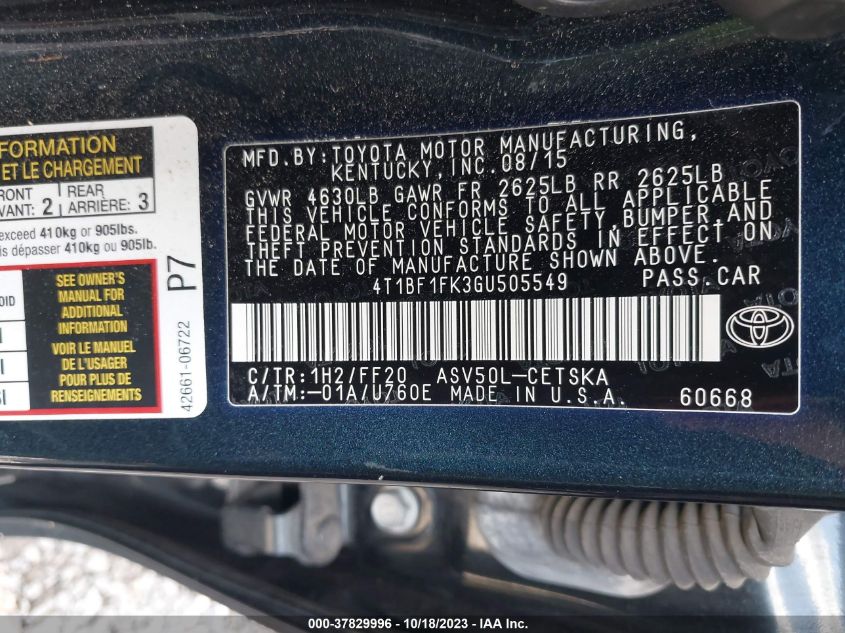 FORMATION
ET LE CHARGEMENT
FRONT
VANT: 2
REAR
ARRIÈRE: 3
exceed 410kg or 905lbs.
is dépasser 410kg ou 905lb.
OID
SEE OWNER'S
MANUAL FOR
ADDITIONAL
INFORMATION
VOIR LE MANUEL
DE L'USAGER
POUR PLUS DE
RENSEIGNEMENTS
P7
42661-06722
MFD.BY:TOYOTA MOTOR MANUFACTURING,
KENTUCKY,INC.08/15
GVWR 4630LB GAWR FR 2625LB RR 2625LB
THIS VEHICLE CONFORMS TO ALL APPLICABLE
FEDERAL MOTOR VEHICLE SAFETY,BUMPER,AND
THEFT PREVENTION STANDARDS IN EFFECT ON
THE DATE OF MANUFACTURE SHOWN ABOVE.
4T1BF1FK3GU505549 PASS.CAR
C/TR:1H2/FF20 ASV50L-CETSKA
A/TM:-01A/U760E MADE IN U.S.A. 60668
000-37829996 - 10/18/2023 - IAA Inc.